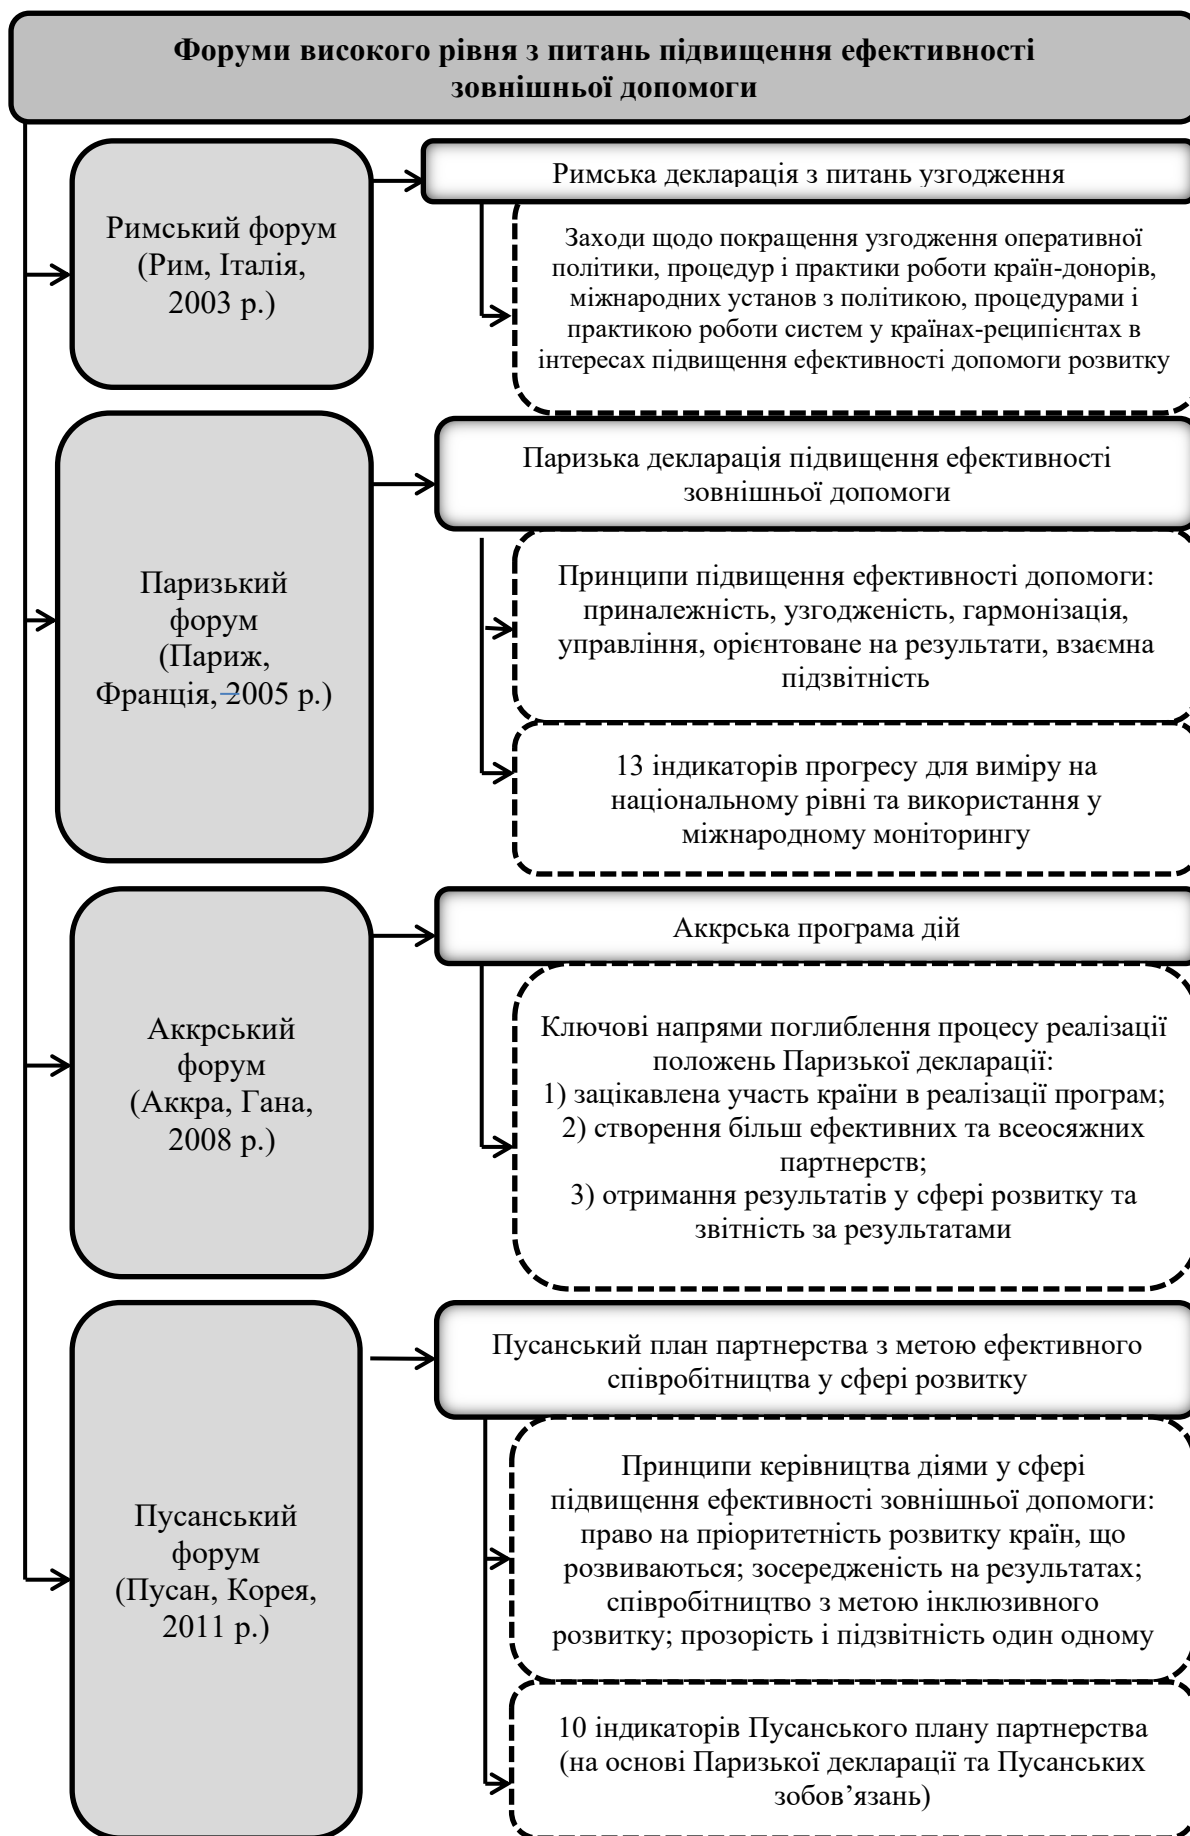 Форуми високого рівня з питань підвищення ефективності
зовнішньої допомоги
Римський форум
(Рим, Італія,
2003 р.)
Римська декларація з питань узгодження
Заходи щодо покращення узгодження оперативної
політики, процедур і практики роботи країн-донорів,
міжнародних установ з політикою, процедурами і
практикою роботи систем у країнах-реципієнтах в
інтересах підвищення ефективності допомоги розвитку
Паризький
форум
(Париж,
Франція, 2005 р.)
Паризька декларація підвищення ефективності
зовнішньої допомоги
Принципи підвищення ефективності допомоги:
приналежність, узгодженість, гармонізація,
управління, орієнтоване на результати, взаємна
підзвітність
13 індикаторів прогресу для виміру на
національному рівні та використання у
міжнародному моніторингу
Аккрський
форум
(Аккра, Гана,
2008 р.)
Аккрська програма дій
Ключові напрями поглиблення процесу реалізації
положень Паризької декларації:
1) зацікавлена участь країни в реалізації програм;
2) створення більш ефективних та всеосяжних
партнерств;
3) отримання результатів у сфері розвитку та
звітність за результатами
Пусанський
форум
(Пусан, Корея,
2011 р.)
Пусанський план партнерства з метою ефективного
співробітництва у сфері розвитку
Принципи керівництва діями у сфері
підвищення ефективності зовнішньої допомоги:
право на пріоритетність розвитку країн, що
розвиваються; зосередженість на результатах;
співробітництво з метою інклюзивного
розвитку; прозорість і підзвітність один одному
10 індикаторів Пусанського плану партнерства
(на основі Паризької декларації та Пусанських
зобов’язань)